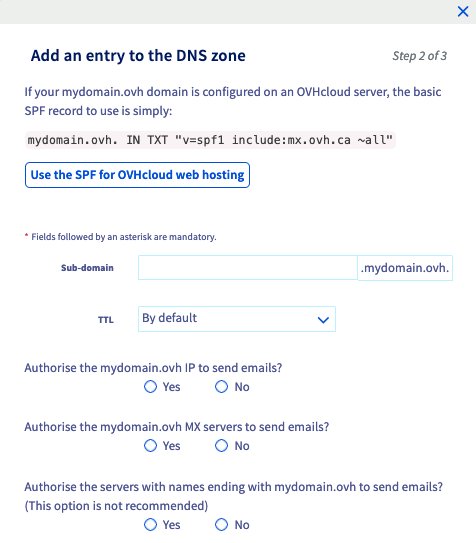 Add an entry to the DNS zone
Step 2 of 3
If your mydomain.ovh domain is configured on an OVHcloud server, the basic
SPF record to use is simply:
mydomain.ovh. IN TXT "v=spf1 include:mx.ovh.ca ~all"
Use the SPF for OVHcloud web hosting
* Fields followed by an asterisk are mandatory.
Sub-domain
.mydomain.ovh.
TTL
By default
Authorise the mydomain.ovh IP to send emails?
Yes No
Authorise the mydomain.ovh MX servers to send emails?
Yes No
Authorise the servers with names ending with mydomain.ovh to send emails?
(This option is not recommended)
Yes No